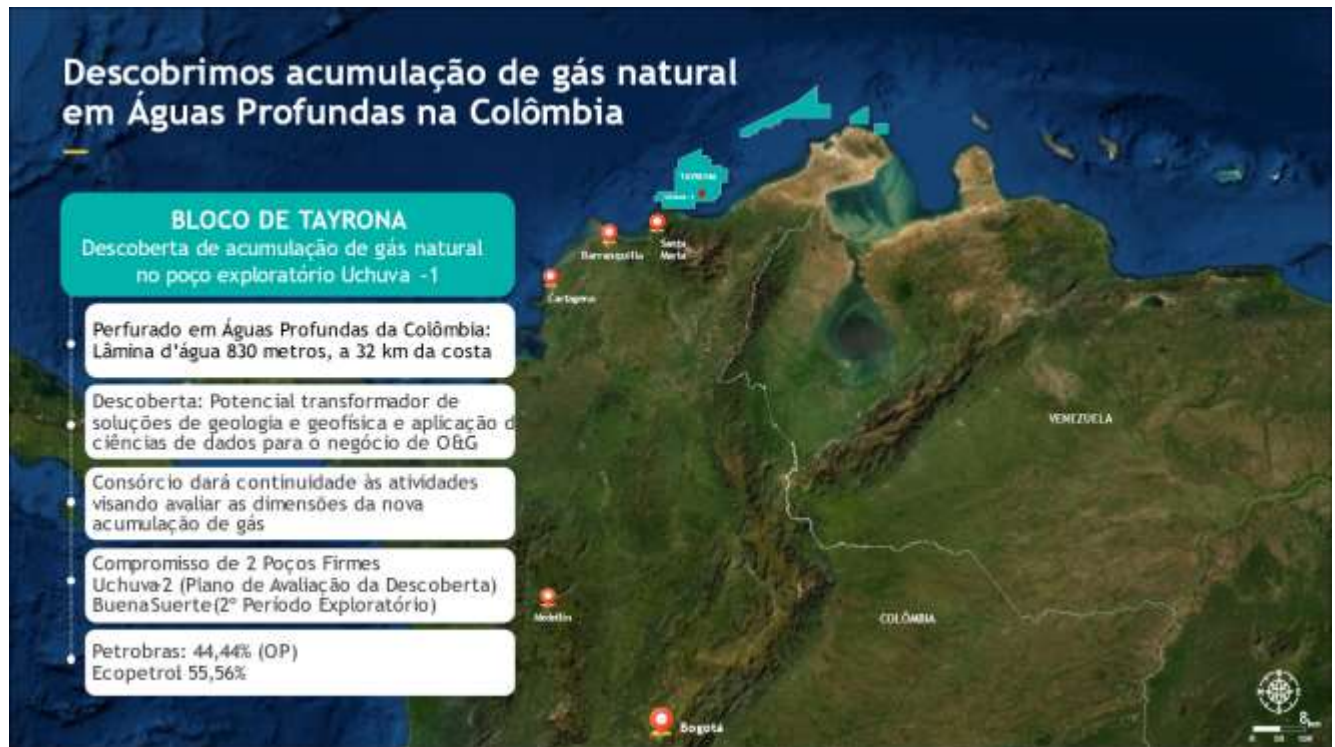 Descobrimos acumulação de gás natural
em Águas Profundas na Colômbia
BLOCO DE TAYRONA
Descoberta de acumulação de gás natural
no poço exploratório Uchuva -1
Perfurado em Águas Profundas da Colômbia:
Lâmina d'água 830 metros, a 32 km da costa
Descoberta: Potencial transformador de
soluções de geologia e geofísica e aplicação d
ciências de dados para o negócio de O&G
Consórcio dará continuidade às atividades
visando avaliar as dimensões da nova
acumulação de gás
Compromisso de 2 Poços Firmes
Uchuva-2 (Plano de Avaliação da Descoberta)
BuenaSuerte(2º Período Exploratório)
Petrobras: 44,44% (OP)
Ecopetrol 55,56%
TAYRONA
Santa
Marta
Barranquilla
Cartagena
VENEZUELA
Medellín
COLÔMBIA
Bogotá
8
km